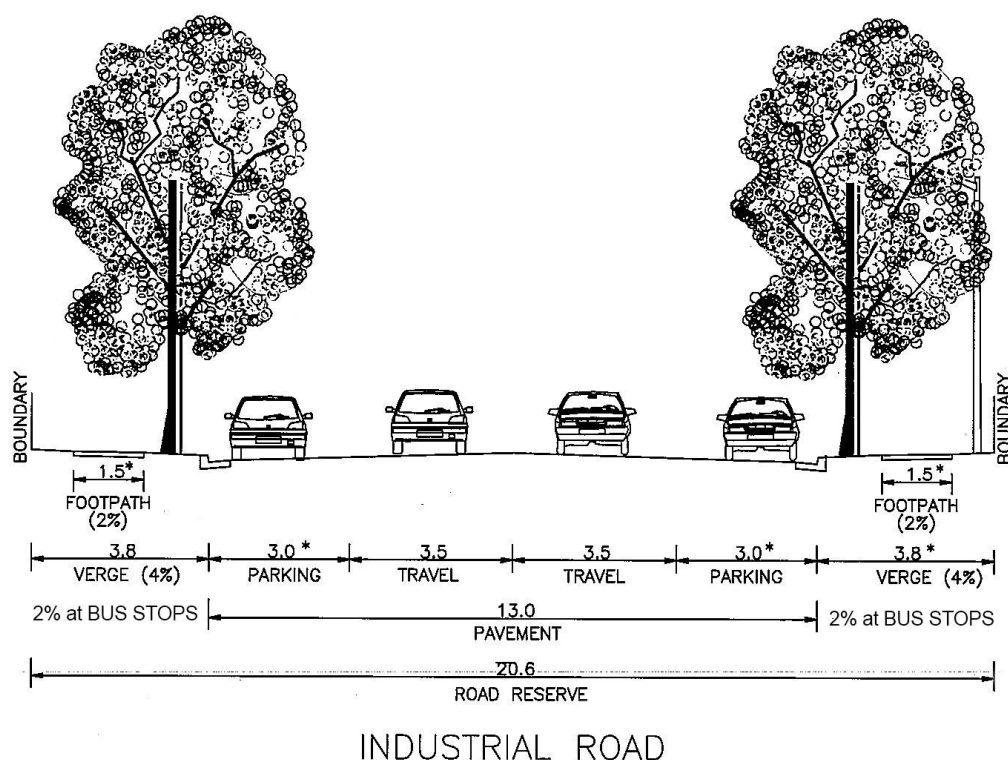 BOUNDARY
BOUNDARY
1.5* 1.5*
FOOTPATH FOOTPATH
(2%) (2%)
3.8 3.0* 3.5 3.5 3.0* 3.8*
VERGE (4%) PARKING TRAVEL TRAVEL PARKING VERGE (4%)
2% at BUS STOPS 13.0 2% at BUS STOPS
PAVEMENT
20.6
ROAD RESERVE
INDUSTRIAL ROAD